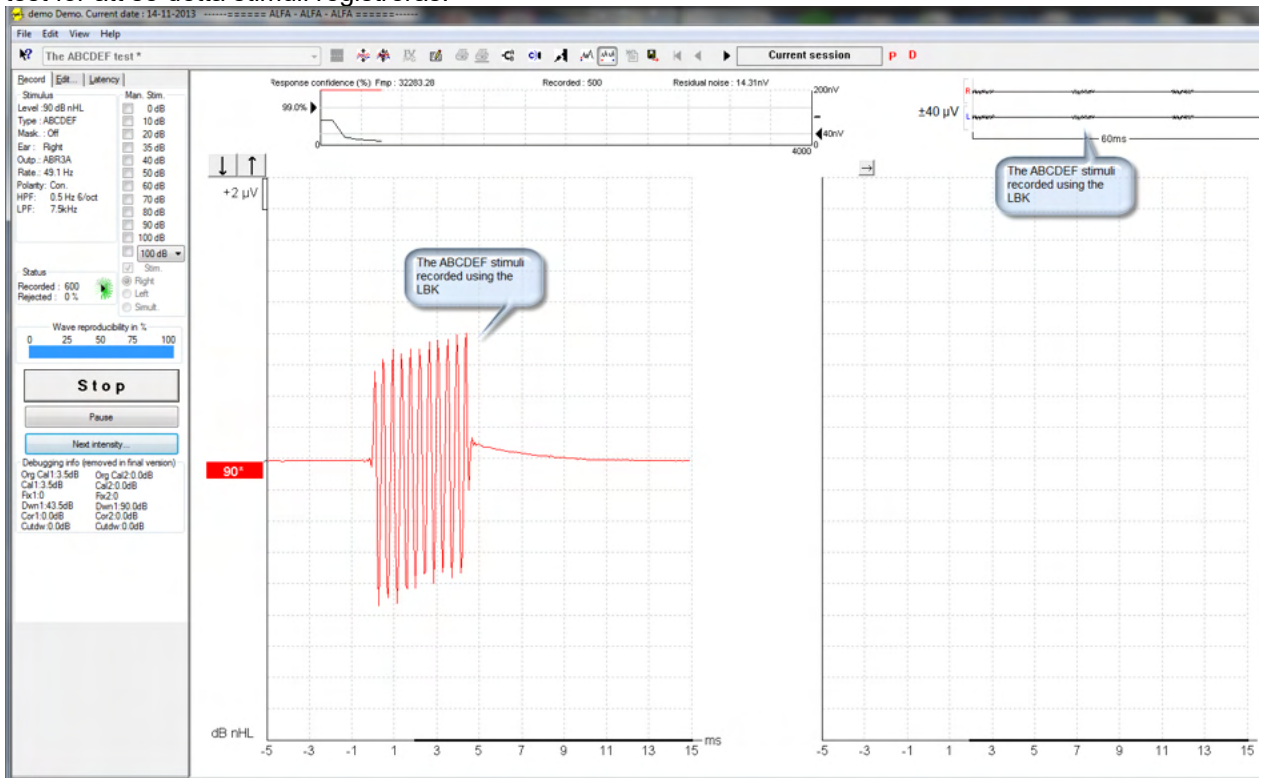 demo Demo. Current date : 14-11-2013 ------====== ALFA - ALFA - ALFA ======------
File Edit View Help
The ABCDEF test *
Current session
P D
Record Edit... Latency
Stimulus
Level :90 dB nHL
Type : ABCDEF
Mask. : Off
Ear : Right
Outp.: ABR3A
Rate.: 49.1 Hz
Polarity: Con.
HPF: 0.5 Hz 6/oct
LPF: 7.5kHz
Man. Stim.
0 dB
10 dB
20 dB
35 dB
40 dB
50 dB
60 dB
70 dB
80 dB
90 dB
100 dB
100 dB
Stim.
Right
Left
Simult.
Status
Recorded : 600
Rejected : 0 %
Wave reproducibility in %
0 25 50 75 100
Stop
Pause
Next intensity...
Debugging info (removed in final version)
Org Cal1:3.5dB Org Cal2:0.0dB
Cal1:3.5dB Cal2:0.0dB
Fix1:0 Fix2:0
Dwn1:43.5dB Dwn1:90.0dB
Cor1:0.0dB Cor2:0.0dB
Cutdw:0.0dB Cutdw:0.0dB
Response confidence (%) Fmp : 32283.28 Recorded : 500 Residual noise : 14.31nV
99.0%
0
200nV
40nV
0
4000
±40 µV
R
L
60ms
The ABCDEF stimuli
recorded using the
LBK
+2 µV
The ABCDEF stimuli
recorded using the
LBK
90*
dB nHL
-5 -3 -1 1 3 5 7 9 11 13 15 ms
-5 -3 -1 1 3 5 7 9 11 13 15